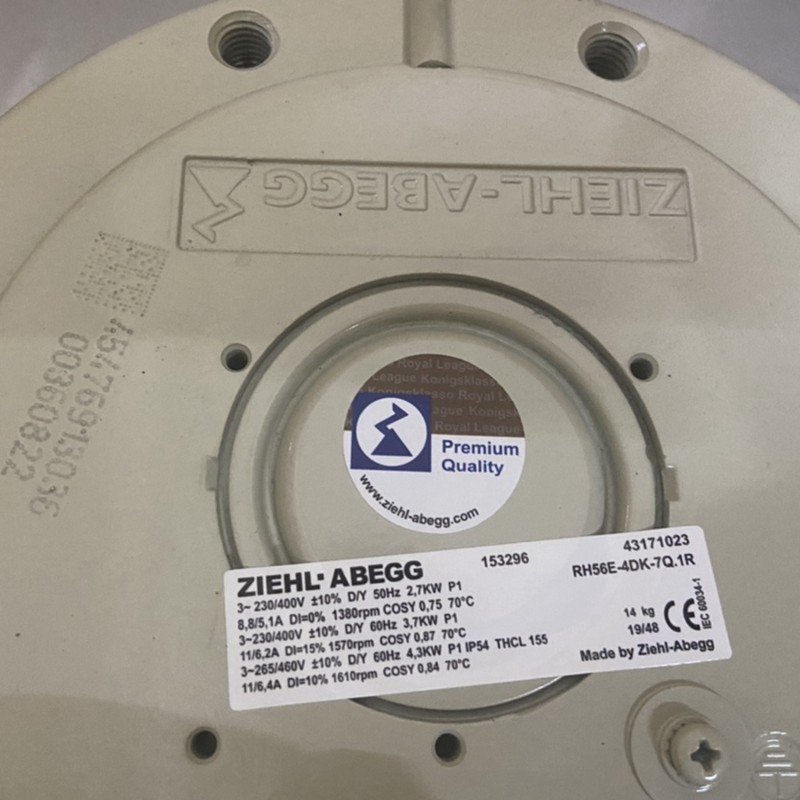 ZIEHL-ABEGG
00360822
Royal League
League Konigsklasse
Konigsklasse Royal
League Konigsk
Royal League
Premium
Quality
www.ziehl-abegg.com
ZIEHL-ABEGG 153296 43171023
RH56E-4DK-7Q.1R
3~ 230/400V ±10% D/Y 50Hz 2,7KW P1
8,8/5,1A DI=0% 1380rpm COSY 0,75 70°C
3~230/400V ±10% D/Y 60Hz 3,7KW P1
11/6,2A DI=15% 1570rpm COSY 0,87 70°C
3~265/460V ±10% D/Y 60Hz 4,3KW P1 IP54 THCL 155
11/6,4A DI=10% 1610rpm COSY 0,84 70°C
14 kg
19/48 CE IEC 60034-1
Made by Ziehl-Abegg